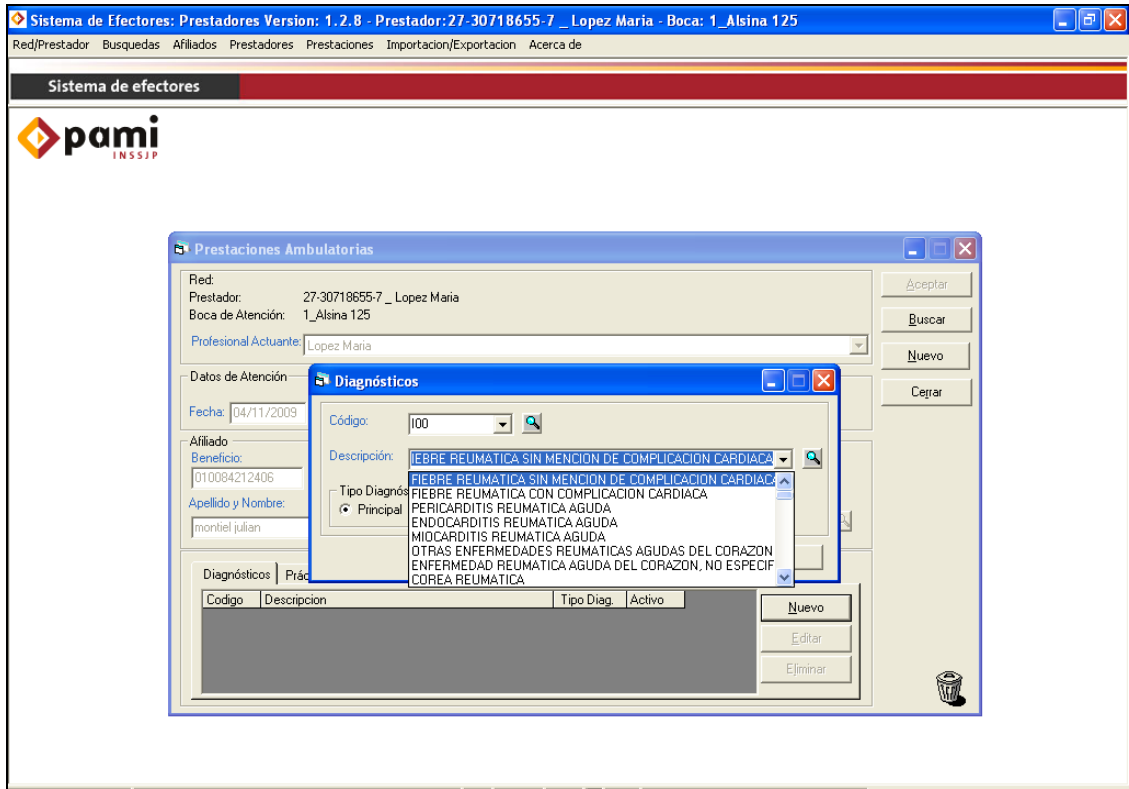 Sistema de Efectores: Prestadores Version: 1.2.8 - Prestador:27-30718655-7 _ Lopez Maria - Boca: 1_Alsina 125
Red/Prestador Busquedas Afiliados Prestadores Prestaciones Importacion/Exportacion Acerca de
Sistema de efectores
pami
INSSJP
Prestaciones Ambulatorias
Red:
Prestador: 27-30718655-7 _ Lopez Maria
Boca de Atención: 1_Alsina 125
Profesional Actuante: Lopez Maria
Aceptar
Buscar
Nuevo
Cerrar
Datos de Atención
Fecha: 04/11/2009
Afiliado
Beneficio:
010084212406
Apellido y Nombre:
montiel julian
Diagnósticos
Código: I00
Descripción: IEBRE REUMATICA SIN MENCION DE COMPLICACION CARDIACA
Tipo Diagnós
Principal
FIEBRE REUMATICA SIN MENCION DE COMPLICACION CARDIACA
FIEBRE REUMATICA CON COMPLICACION CARDIACA
PERICARDITIS REUMATICA AGUDA
ENDOCARDITIS REUMATICA AGUDA
MIOCARDITIS REUMATICA AGUDA
OTRAS ENFERMEDADES REUMATICAS AGUDAS DEL CORAZON
ENFERMEDAD REUMATICA AGUDA DEL CORAZON, NO ESPECIF
COREA REUMATICA
Diagnósticos Prác
Codigo Descripcion Tipo Diag. Activo
Nuevo
Editar
Eliminar